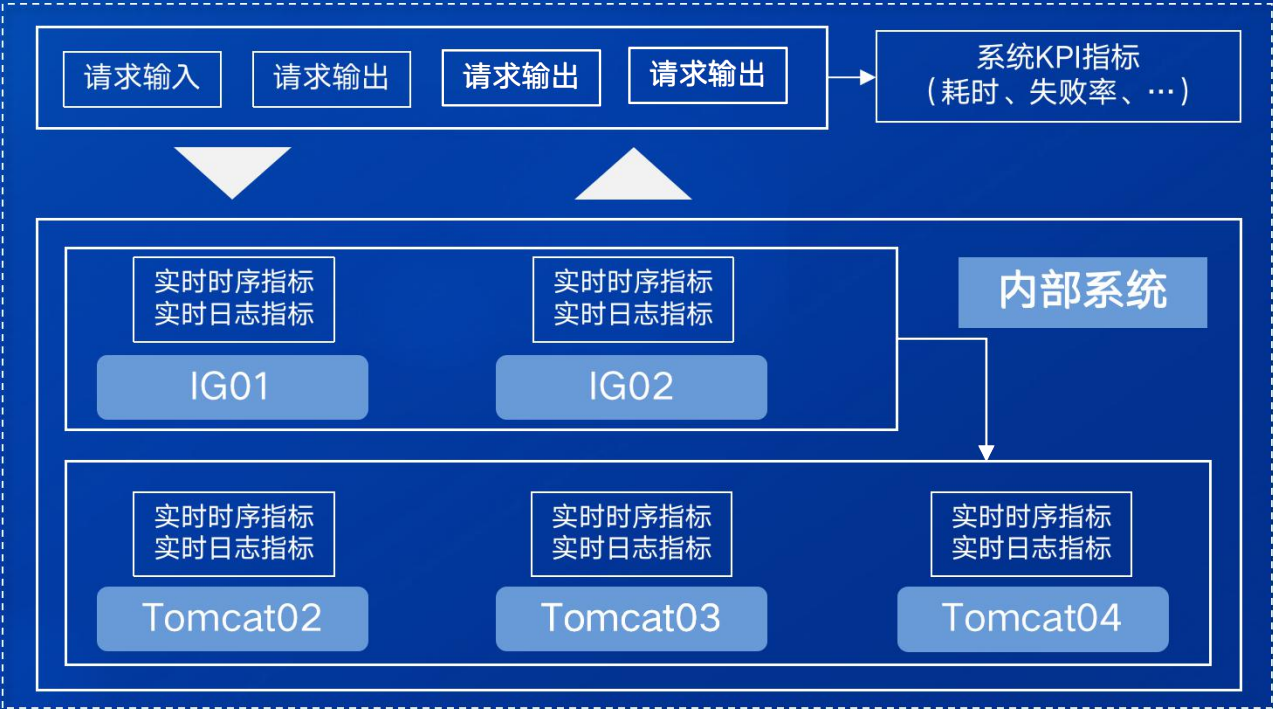 请求输入
请求输出
请求输出
请求输出
系统KPI指标
（耗时、失败率、…）
内部系统
实时时序指标
实时日志指标
IG01
实时时序指标
实时日志指标
IG02
实时时序指标
实时日志指标
Tomcat02
实时时序指标
实时日志指标
Tomcat03
实时时序指标
实时日志指标
Tomcat04